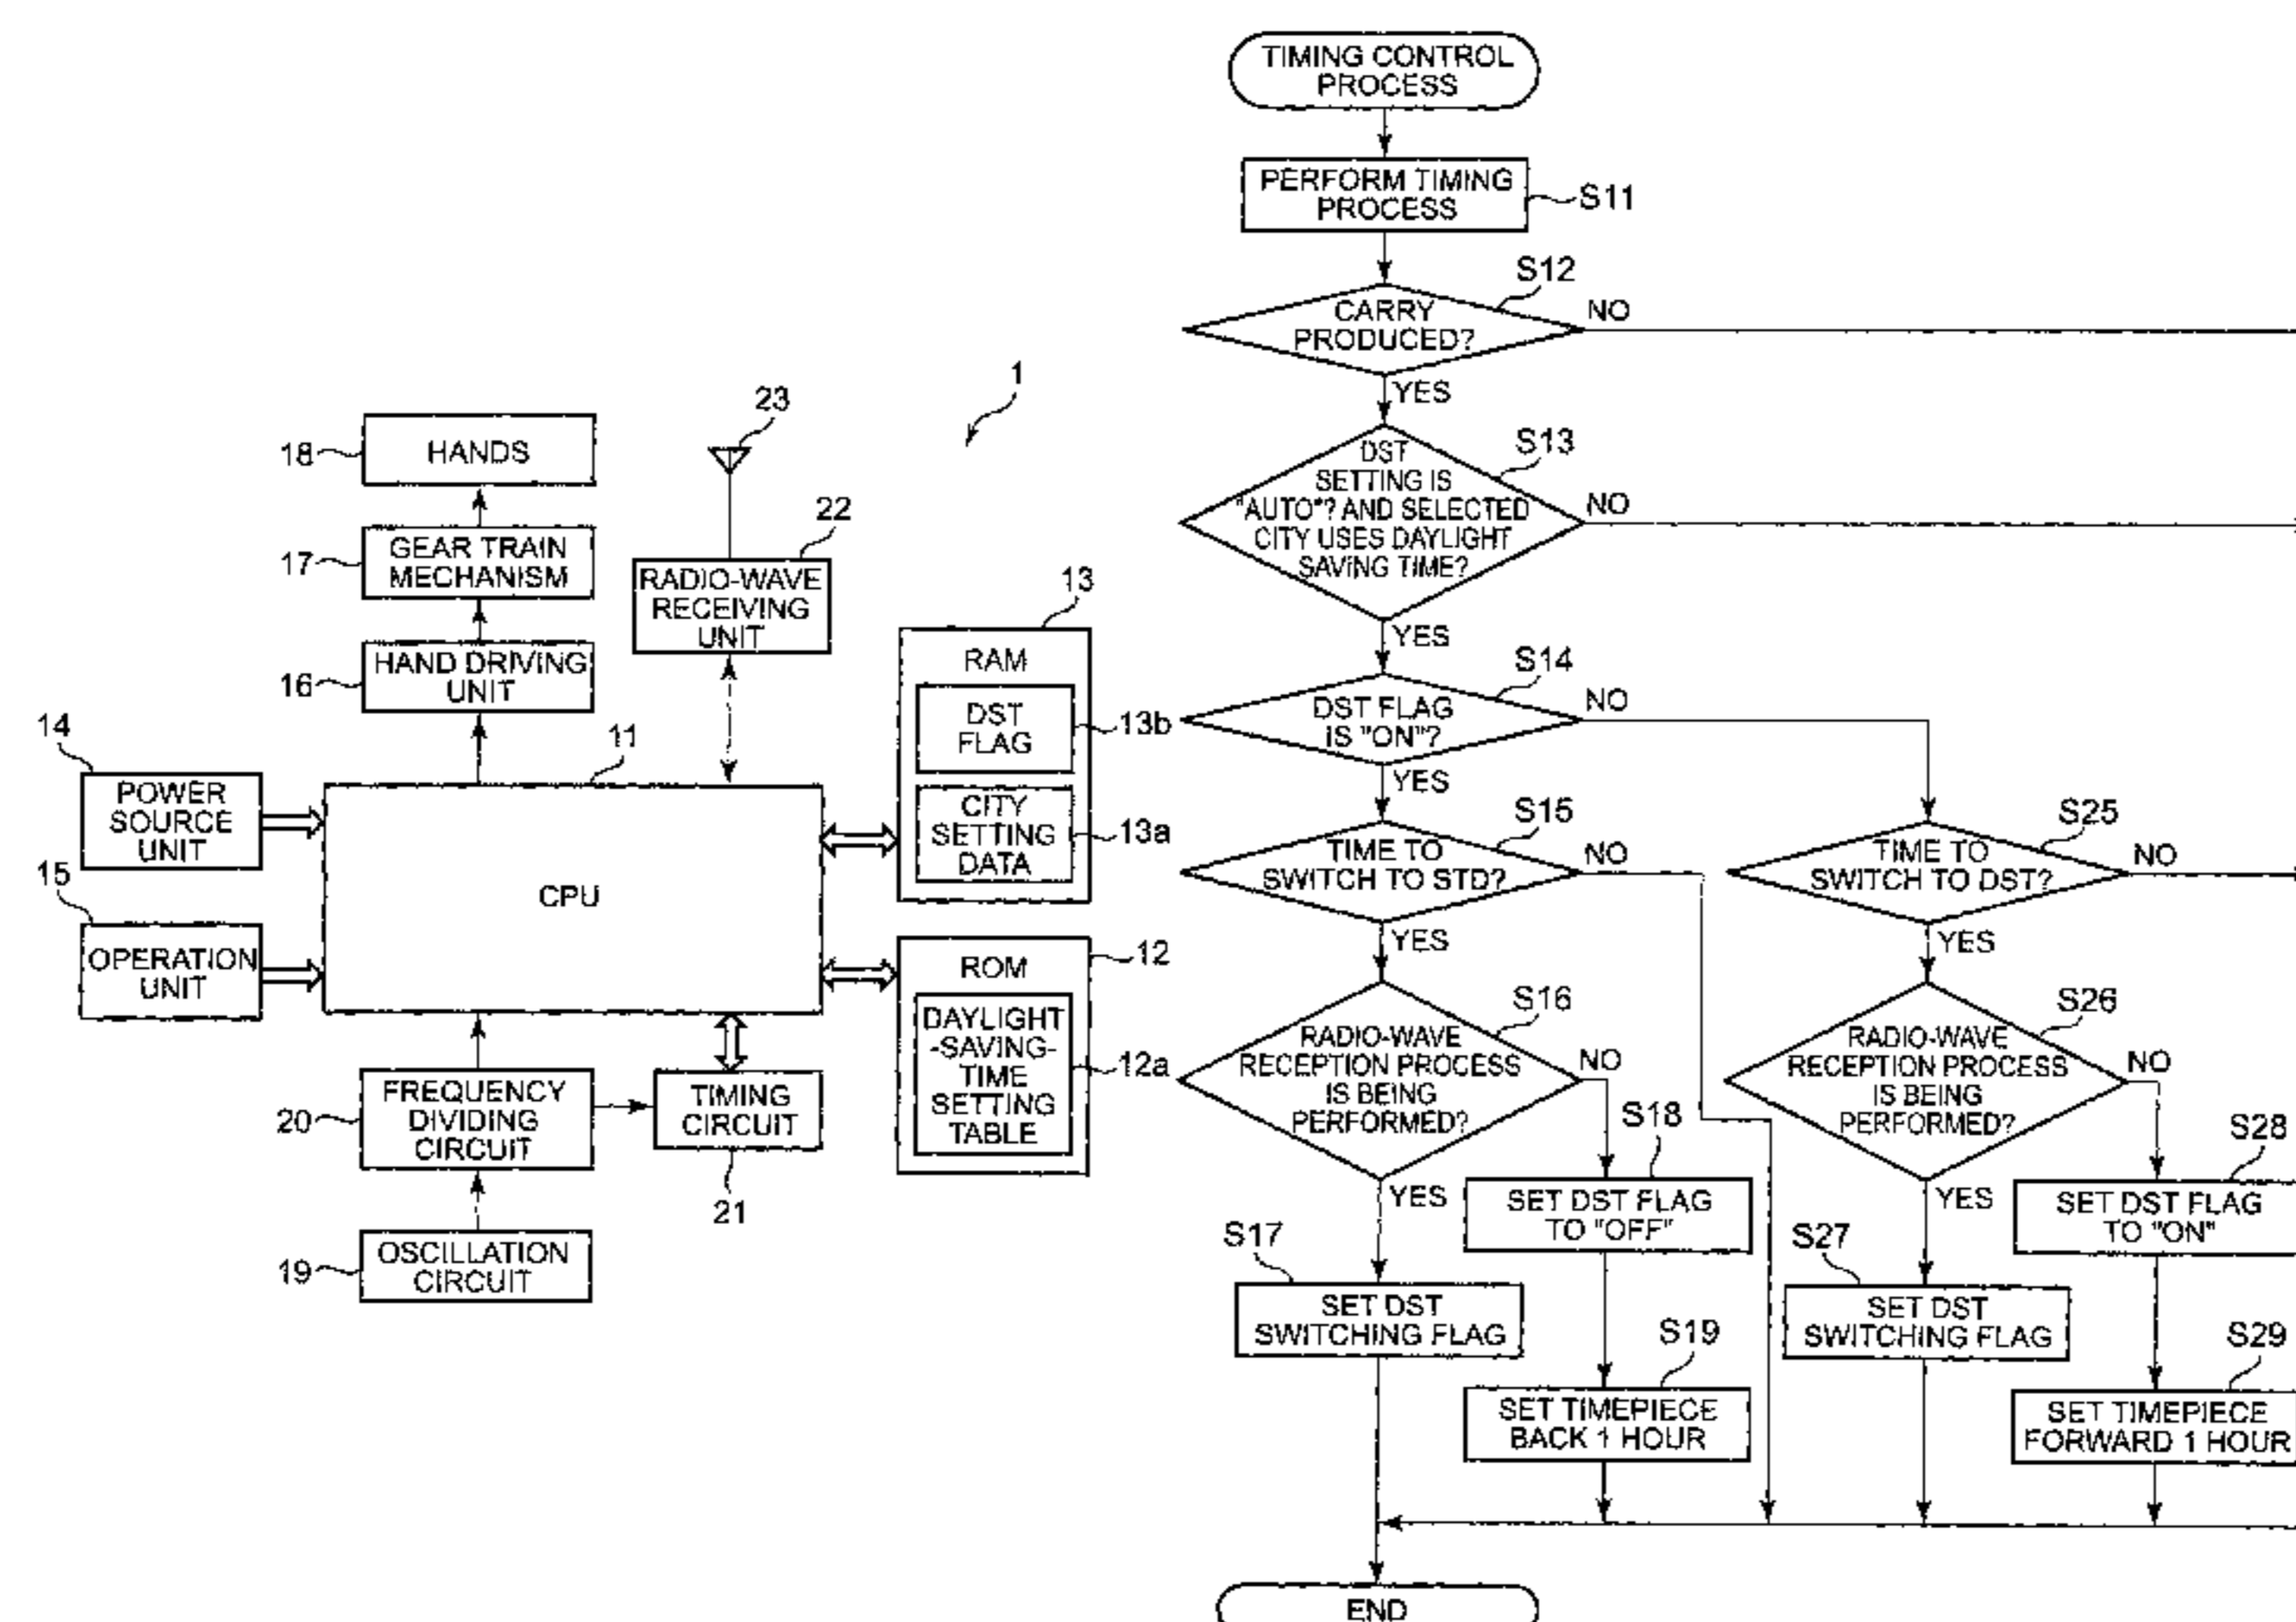 1
23
18
HANDS
17
GEAR TRAIN
MECHANISM
16
HAND DRIVING
UNIT
22
RADIO-WAVE
RECEIVING
UNIT
13
RAM
DST
FLAG
13b
CITY
SETTING
DATA
13a
14
POWER
SOURCE
UNIT
15
OPERATION
UNIT
11
CPU
12
ROM
DAYLIGHT
-SAVING-
TIME
SETTING
TABLE
12a
20
FREQUENCY
DIVIDING
CIRCUIT
TIMING
CIRCUIT
21
19
OSCILLATION
CIRCUIT
TIMING CONTROL
PROCESS
PERFORM TIMING
PROCESS
S11
S12
CARRY
PRODUCED?
NO
YES
S13
DST
SETTING IS
"AUTO"? AND SELECTED
CITY USES DAYLIGHT
SAVING TIME?
NO
YES
S14
DST FLAG
IS "ON"?
NO
YES
S15
TIME TO
SWITCH TO STD?
NO
YES
S16
RADIO-WAVE
RECEPTION PROCESS
IS BEING
PERFORMED?
NO
YES
S17
SET DST
SWITCHING FLAG
S18
SET DST FLAG
TO "OFF"
S19
SET TIMEPIECE
BACK 1 HOUR
S25
TIME TO
SWITCH TO DST?
NO
YES
S26
RADIO-WAVE
RECEPTION PROCESS
IS BEING
PERFORMED?
NO
YES
S27
SET DST
SWITCHING FLAG
S28
SET DST FLAG
TO "ON"
S29
SET TIMEPIECE
FORWARD 1 HOUR
END